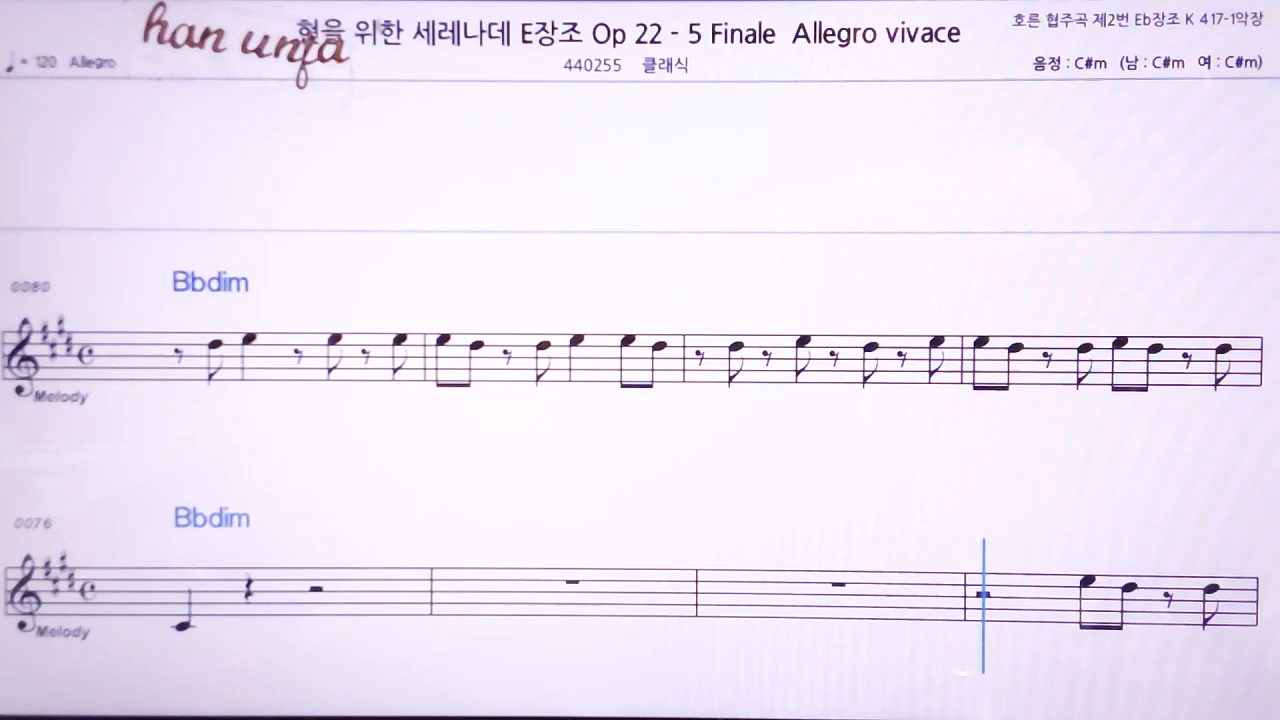 han unfa
현을 위한 세레나데 E장조 Op 22 - 5 Finale Allegro vivace
호른 협주곡 제2번 Eb장조 K 417-1악장
♩ = 120 Allegro
440255 클래식
음정 : C#m (남 : C#m 여 : C#m)
0080
Bbdim
Melody
0076
Bbdim
Melody